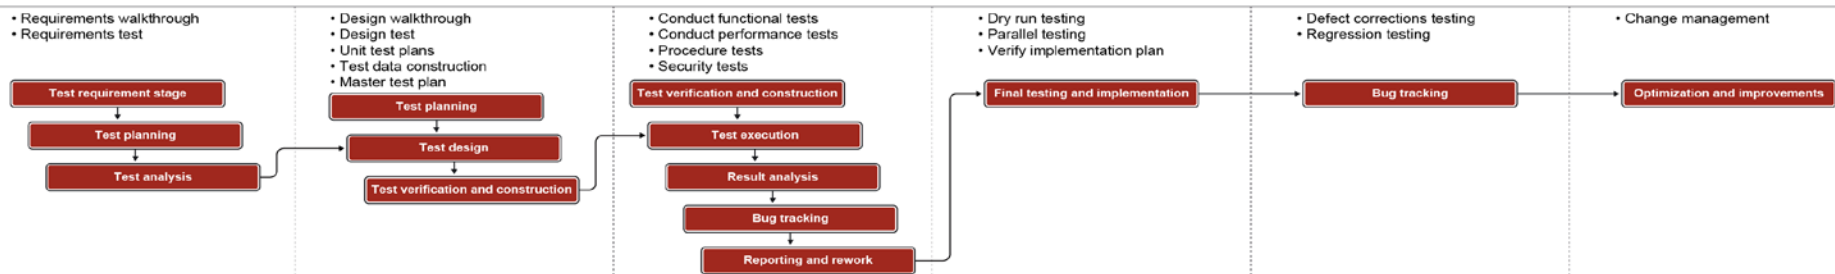 • Requirements walkthrough
• Requirements test
Test requirement stage
Test planning
Test analysis
• Design walkthrough
• Design test
• Unit test plans
• Test data construction
• Master test plan
Test planning
Test design
Test verification and construction
• Conduct functional tests
• Conduct performance tests
• Procedure tests
• Security tests
Test verification and construction
Test execution
Result analysis
Bug tracking
Reporting and rework
• Dry run testing
• Parallel testing
• Verify implementation plan
Final testing and implementation
• Defect corrections testing
• Regression testing
Bug tracking
• Change management
Optimization and improvements